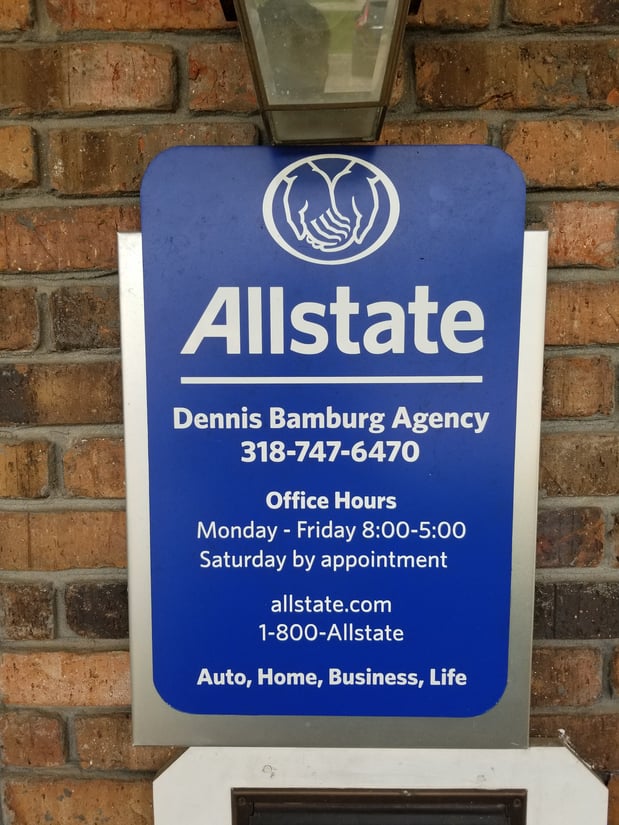 Allstate
Dennis Bamburg Agency
318-747-6470
Office Hours
Monday - Friday 8:00-5:00
Saturday by appointment
allstate.com
1-800-Allstate
Auto, Home, Business, Life